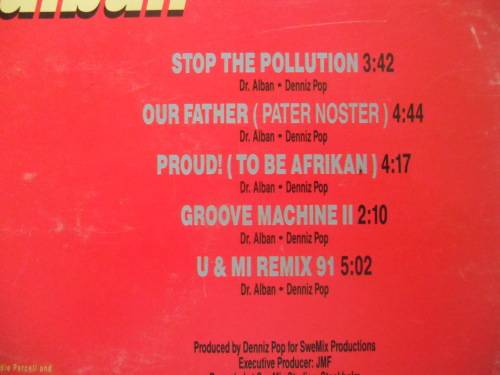 STOP THE POLLUTION 3:42
Dr. Alban • Denniz Pop
OUR FATHER ( PATER NOSTER ) 4:44
Dr. Alban • Denniz Pop
PROUD! ( TO BE AFRIKAN ) 4:17
Dr. Alban • Denniz Pop
GROOVE MACHINE II 2:10
Dr. Alban • Denniz Pop
U & MI REMIX 91 5:02
Dr. Alban • Denniz Pop
Produced by Denniz Pop for SweMix Productions
Executive Producer: JMF
Parcell and